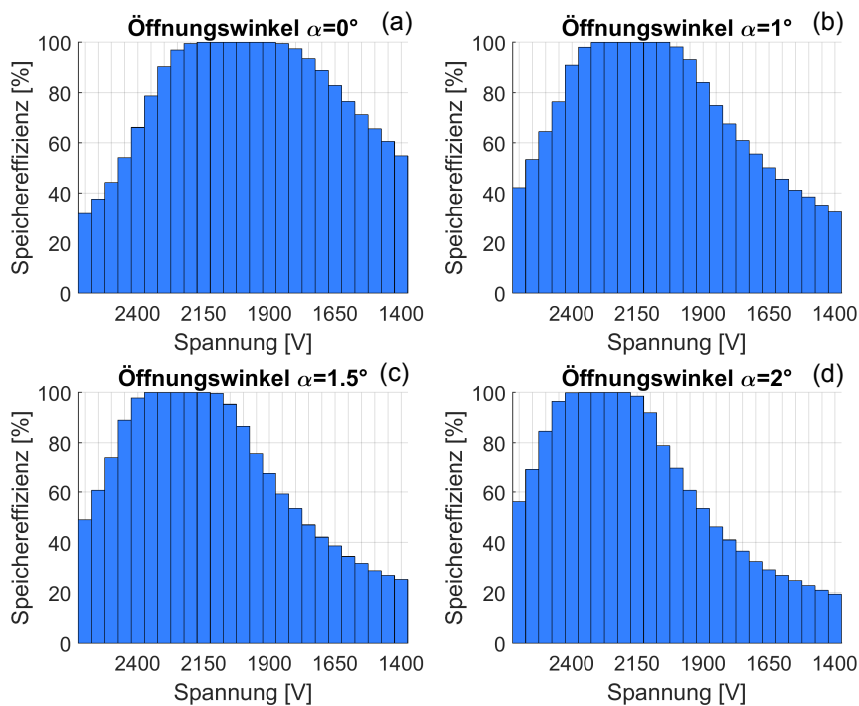 Öffnungswinkel α=0° (a)
Speichereffizienz [%]
100
80
60
40
20
0
2400 2150 1900 1650 1400
Spannung [V]
Öffnungswinkel α=1° (b)
Speichereffizienz [%]
100
80
60
40
20
0
2400 2150 1900 1650 1400
Spannung [V]
Öffnungswinkel α=1.5° (c)
Speichereffizienz [%]
100
80
60
40
20
0
2400 2150 1900 1650 1400
Spannung [V]
Öffnungswinkel α=2° (d)
Speichereffizienz [%]
100
80
60
40
20
0
2400 2150 1900 1650 1400
Spannung [V]